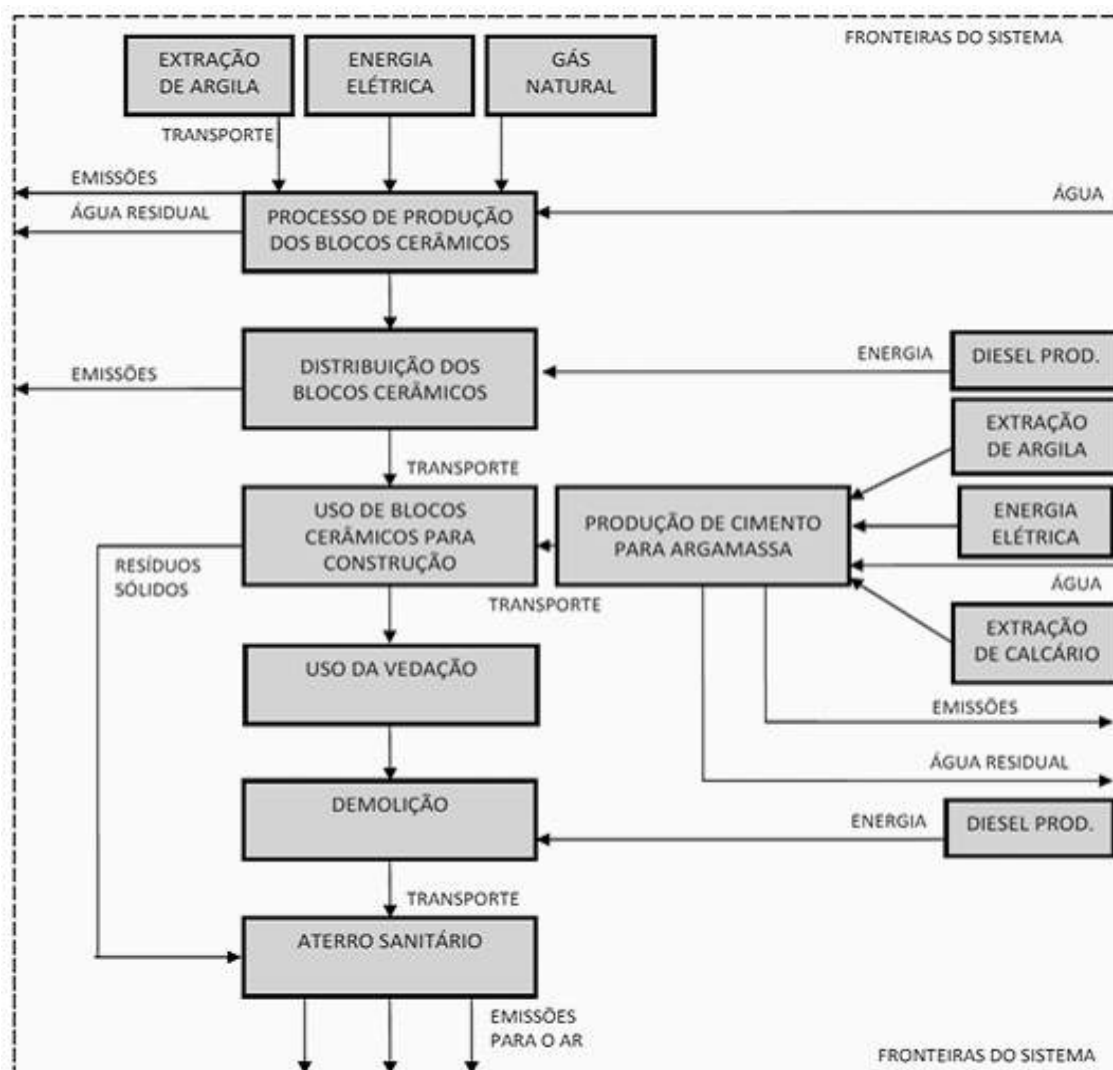 FRONTEIRAS DO SISTEMA
EXTRAÇÃO
DE ARGILA
ENERGIA
ELÉTRICA
GÁS
NATURAL
TRANSPORTE
EMISSÕES
ÁGUA RESIDUAL
PROCESSO DE PRODUÇÃO
DOS BLOCOS CERÂMICOS
ÁGUA
EMISSÕES
DISTRIBUIÇÃO DOS
BLOCOS CERÂMICOS
ENERGIA
DIESEL PROD.
TRANSPORTE
EXTRAÇÃO
DE ARGILA
USO DE BLOCOS
CERÂMICOS PARA
CONSTRUÇÃO
PRODUÇÃO DE CIMENTO
PARA ARGAMASSA
ENERGIA
ELÉTRICA
RESÍDUOS
SÓLIDOS
ÁGUA
TRANSPORTE
EXTRAÇÃO
DE CALCÁRIO
USO DA VEDAÇÃO
EMISSÕES
ÁGUA RESIDUAL
DEMOLIÇÃO
ENERGIA
DIESEL PROD.
TRANSPORTE
ATERRO SANITÁRIO
EMISSÕES
PARA O AR
FRONTEIRAS DO SISTEMA